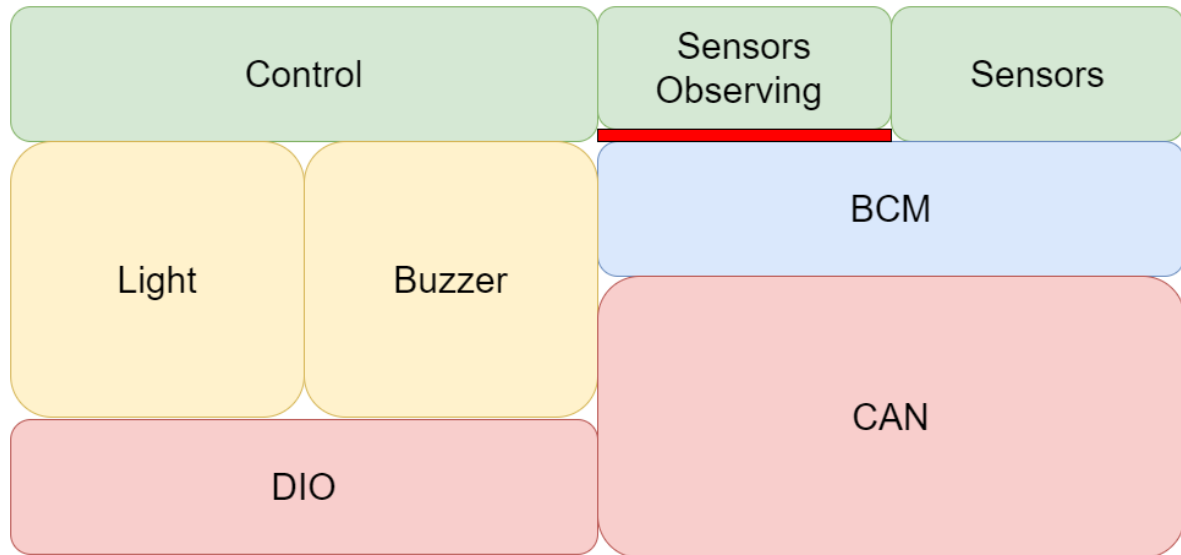 Control
Sensors
Observing
Sensors
Light
Buzzer
BCM
DIO
CAN